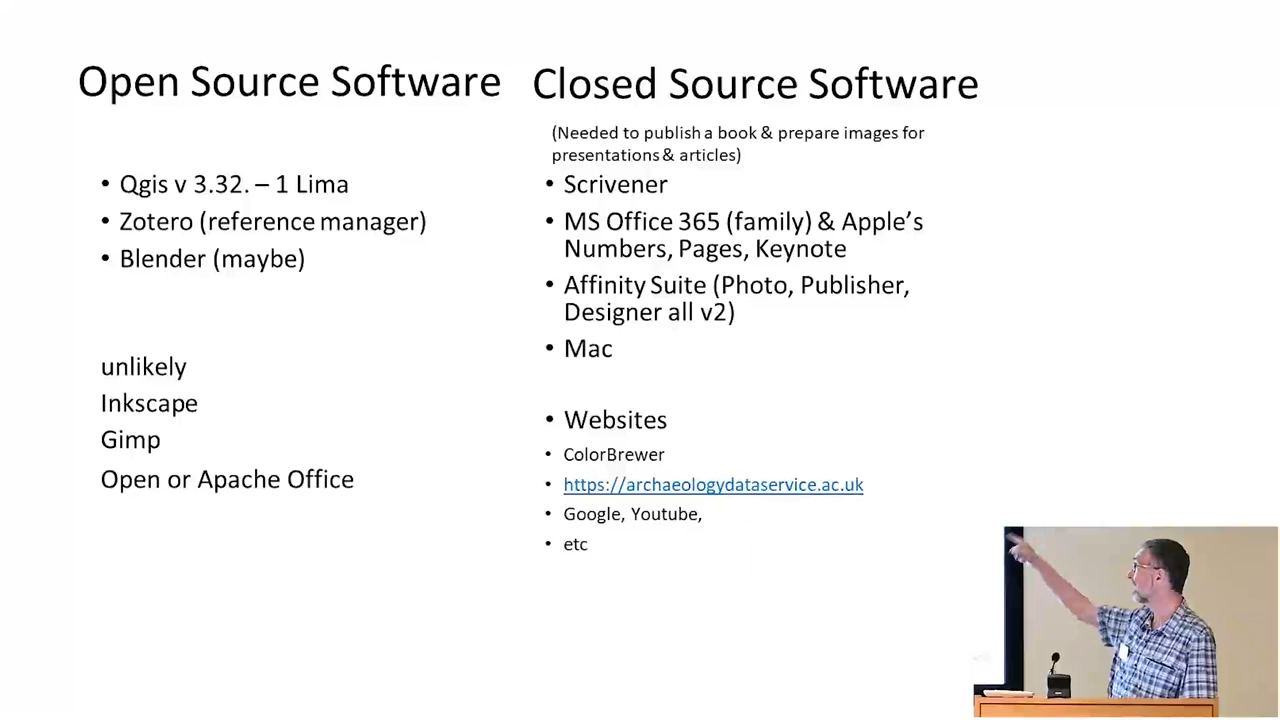 Open Source Software
• Qgis v 3.32. – 1 Lima
• Zotero (reference manager)
• Blender (maybe)
unlikely
Inkscape
Gimp
Open or Apache Office
Closed Source Software
(Needed to publish a book & prepare images for
presentations & articles)
• Scrivener
• MS Office 365 (family) & Apple’s
Numbers, Pages, Keynote
• Affinity Suite (Photo, Publisher,
Designer all v2)
• Mac
• Websites
• ColorBrewer
• https://archaeologydataservice.ac.uk
• Google, Youtube,
• etc